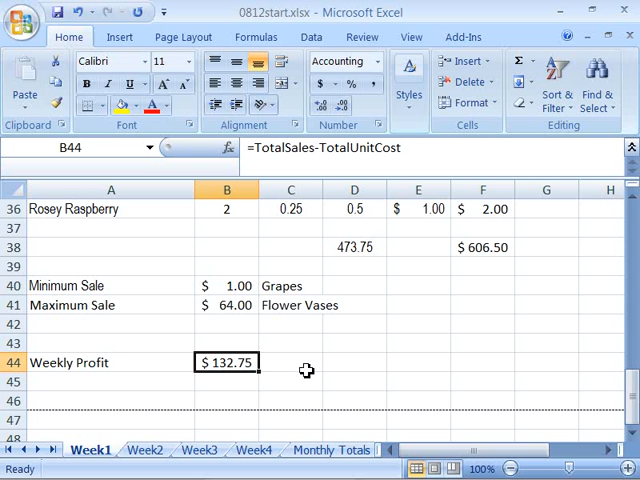 0812start.xlsx - Microsoft Excel
Home Insert Page Layout Formulas Data Review View Add-Ins
Paste
Clipboard
Calibri 11
B I U A A
A
Font
Alignment
Accounting
$ % ,
Number
Styles
Insert
Delete
Format
Cells
Σ
Sort & Filter
Find & Select
Editing
B44 =TotalSales-TotalUnitCost
A B C D E F G H
36 Rosey Raspberry 2 0.25 0.5 $ 1.00 $ 2.00
37
38 473.75 $ 606.50
39
40 Minimum Sale $ 1.00 Grapes
41 Maximum Sale $ 64.00 Flower Vases
42
43
44 Weekly Profit $ 132.75
45
46
47
48
Week1 Week2 Week3 Week4 Monthly Totals
Ready 100%